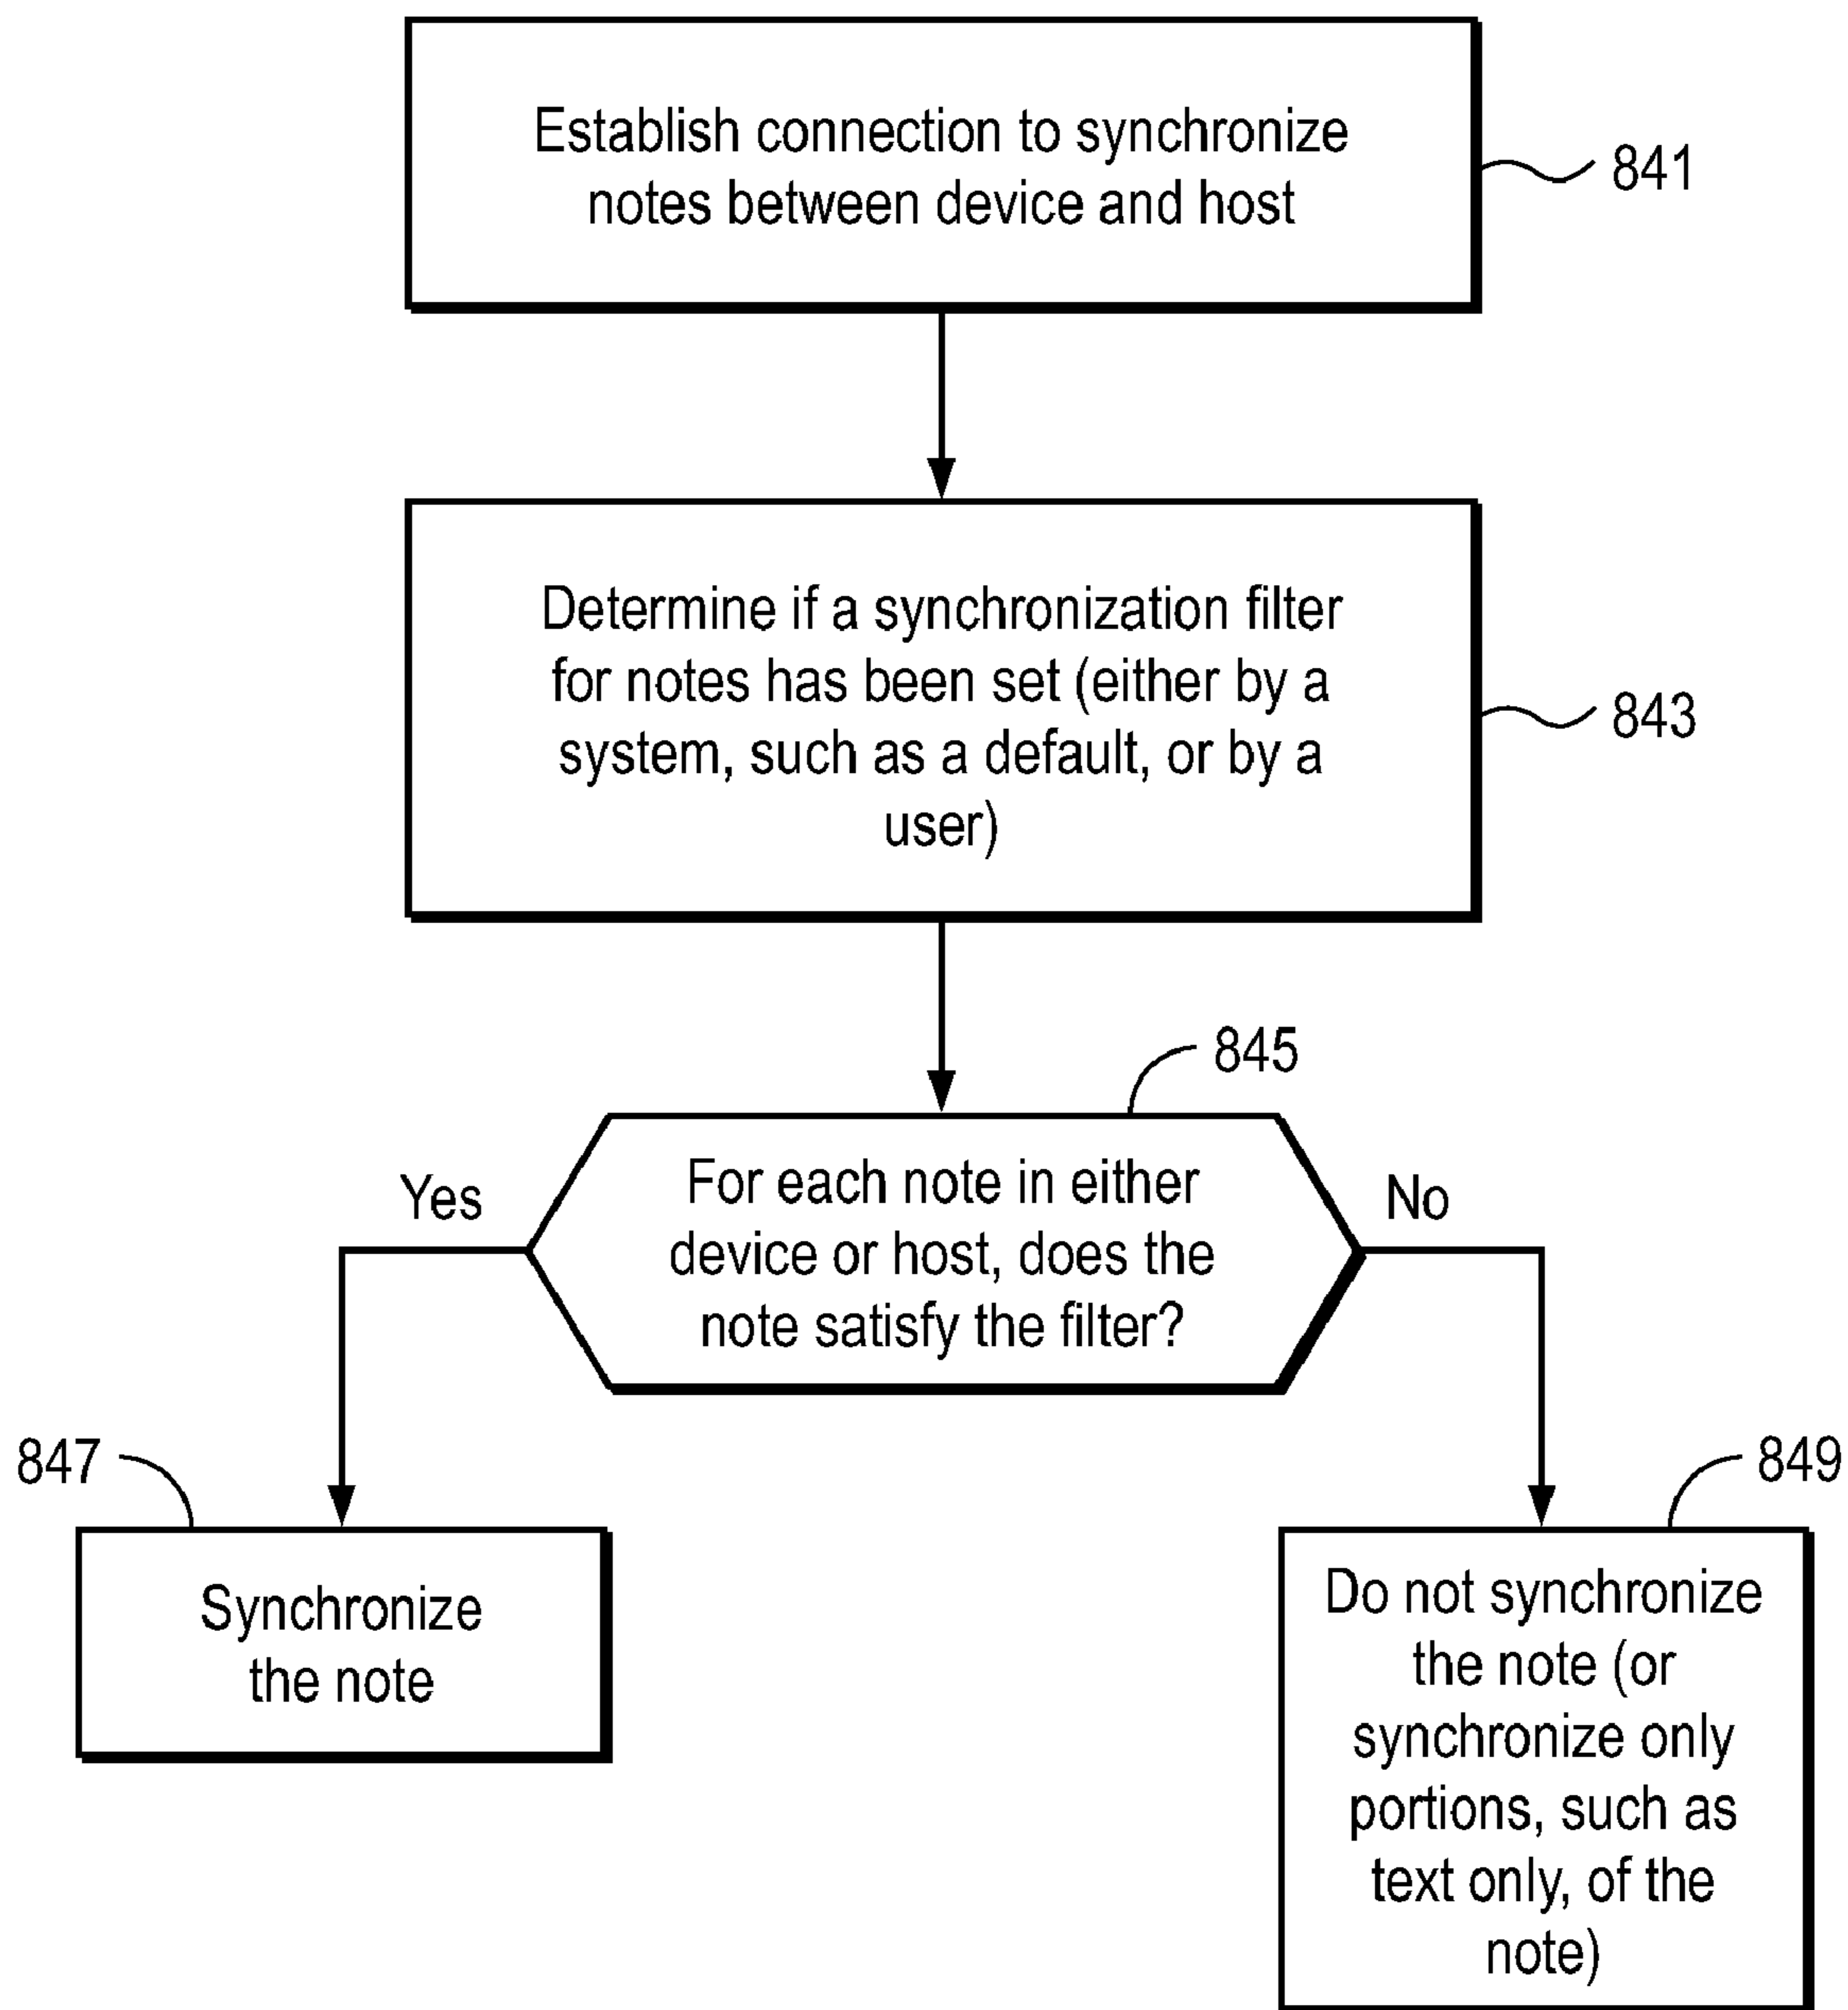 Establish connection to synchronize
notes between device and host
841
Determine if a synchronization filter
for notes has been set (either by a
system, such as a default, or by a
user)
843
845
For each note in either
device or host, does the
note satisfy the filter?
Yes
No
847
Synchronize
the note
849
Do not synchronize
the note (or
synchronize only
portions, such as
text only, of the
note)